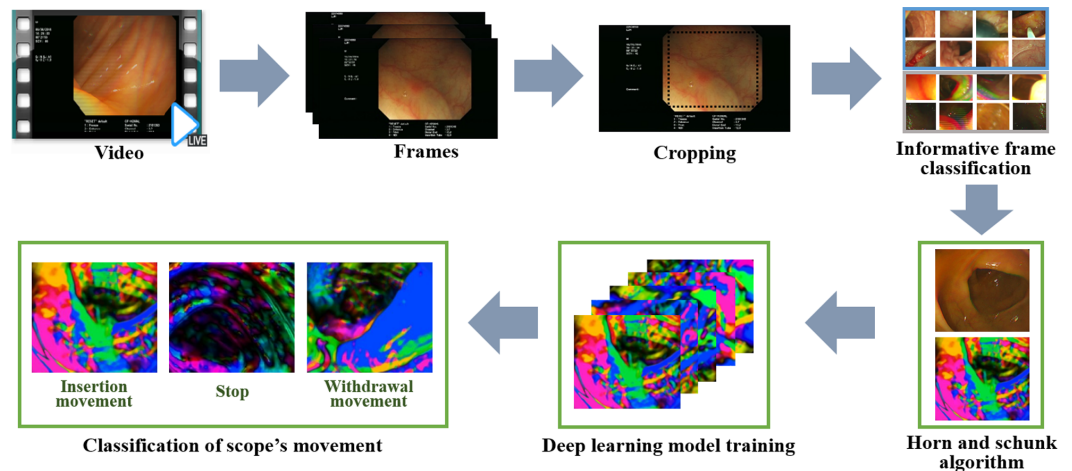 LIVE
Video
Frames
Cropping
Informative frame
classification
Insertion
movement
Stop
Withdrawal
movement
Classification of scope's movement
Deep learning model training
Horn and schunk
algorithm